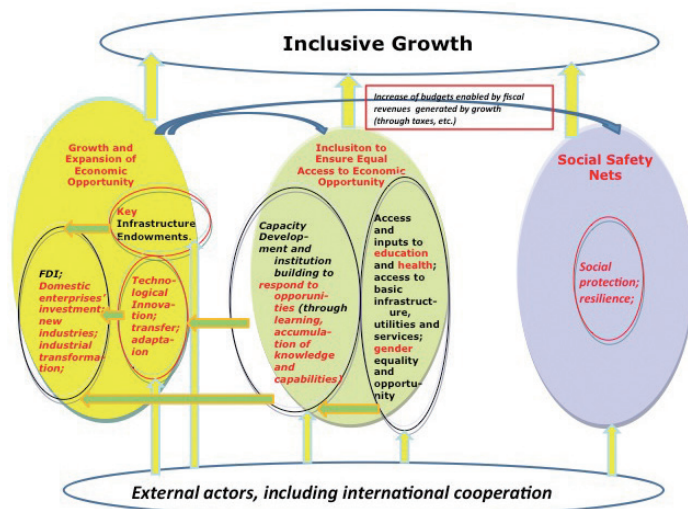 Inclusive Growth
Increase of budgets enabled by fiscal
revenues generated by growth
(through taxes, etc.)
Growth and
Expansion of
Economic
Opportunity
Inclusiton to
Ensure Equal
Access to Economic
Opportunity
Social Safety
Nets
Key
Infrastructure
Endowments.
FDI;
Domestic
enterprises'
investment:
new
industries;
industrial
transforma-
tion;
Techno-
logical
Innova-
tion;
transfer;
adapta-
tion
Capacity
Develop-
ment and
institution
building to
respond to
opporuni-
ties (through
learning,
accumula-
tion of
knowledge
and
capabilities)
Access
and
inputs to
education
and health;
access to
basic
infrastruct-
ure,
utilities and
services;
gender
equality and
opportu-
nity
Social
protection;
resilience;
External actors, including international cooperation